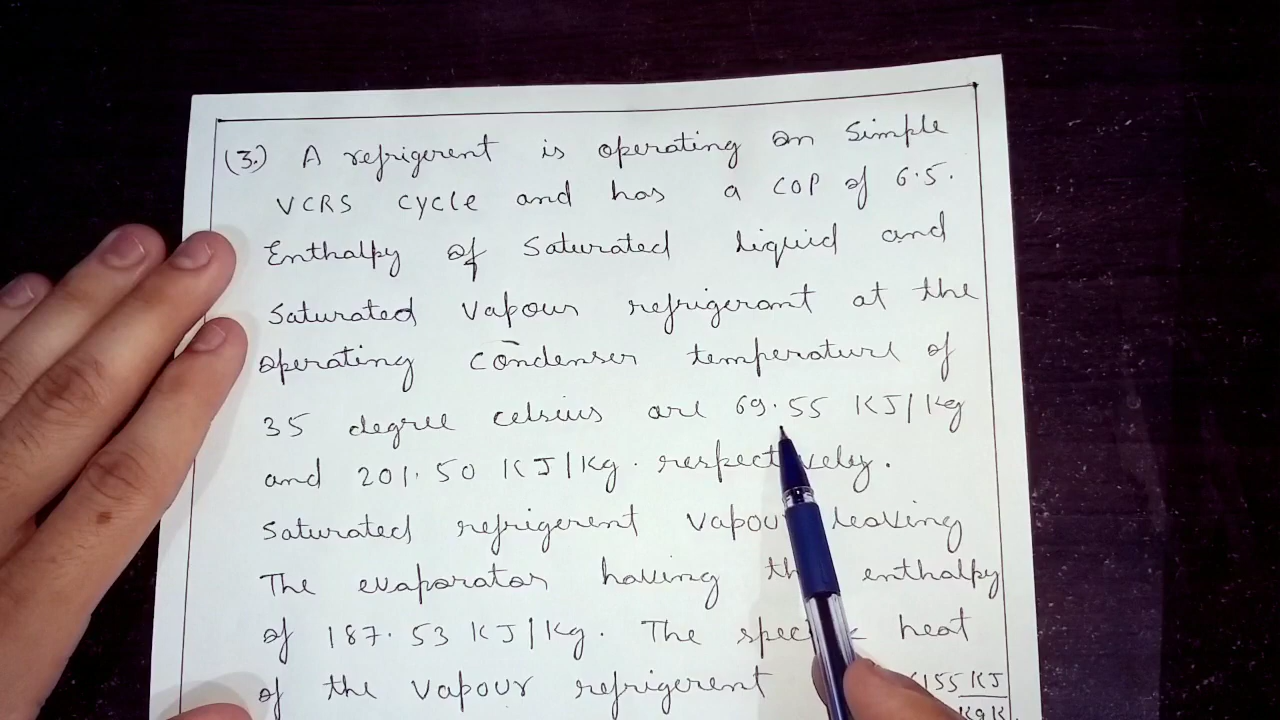 (3.) A refrigerent is operating on Simple
VCRS cycle and has a COP of 6.5.
Enthalpy of Saturated liquid and
Saturated vapour refrigerant at the
operating condenser temperature of
35 degree celsius are 69.55 KJ/Kg
and 201.50 KJ/Kg. respectively.
Saturated refrigerent vapour leaving
The evaporator having the enthalpy
of 187.53 KJ/Kg. The heat
of the vapour refrigerent
KJ
KgK